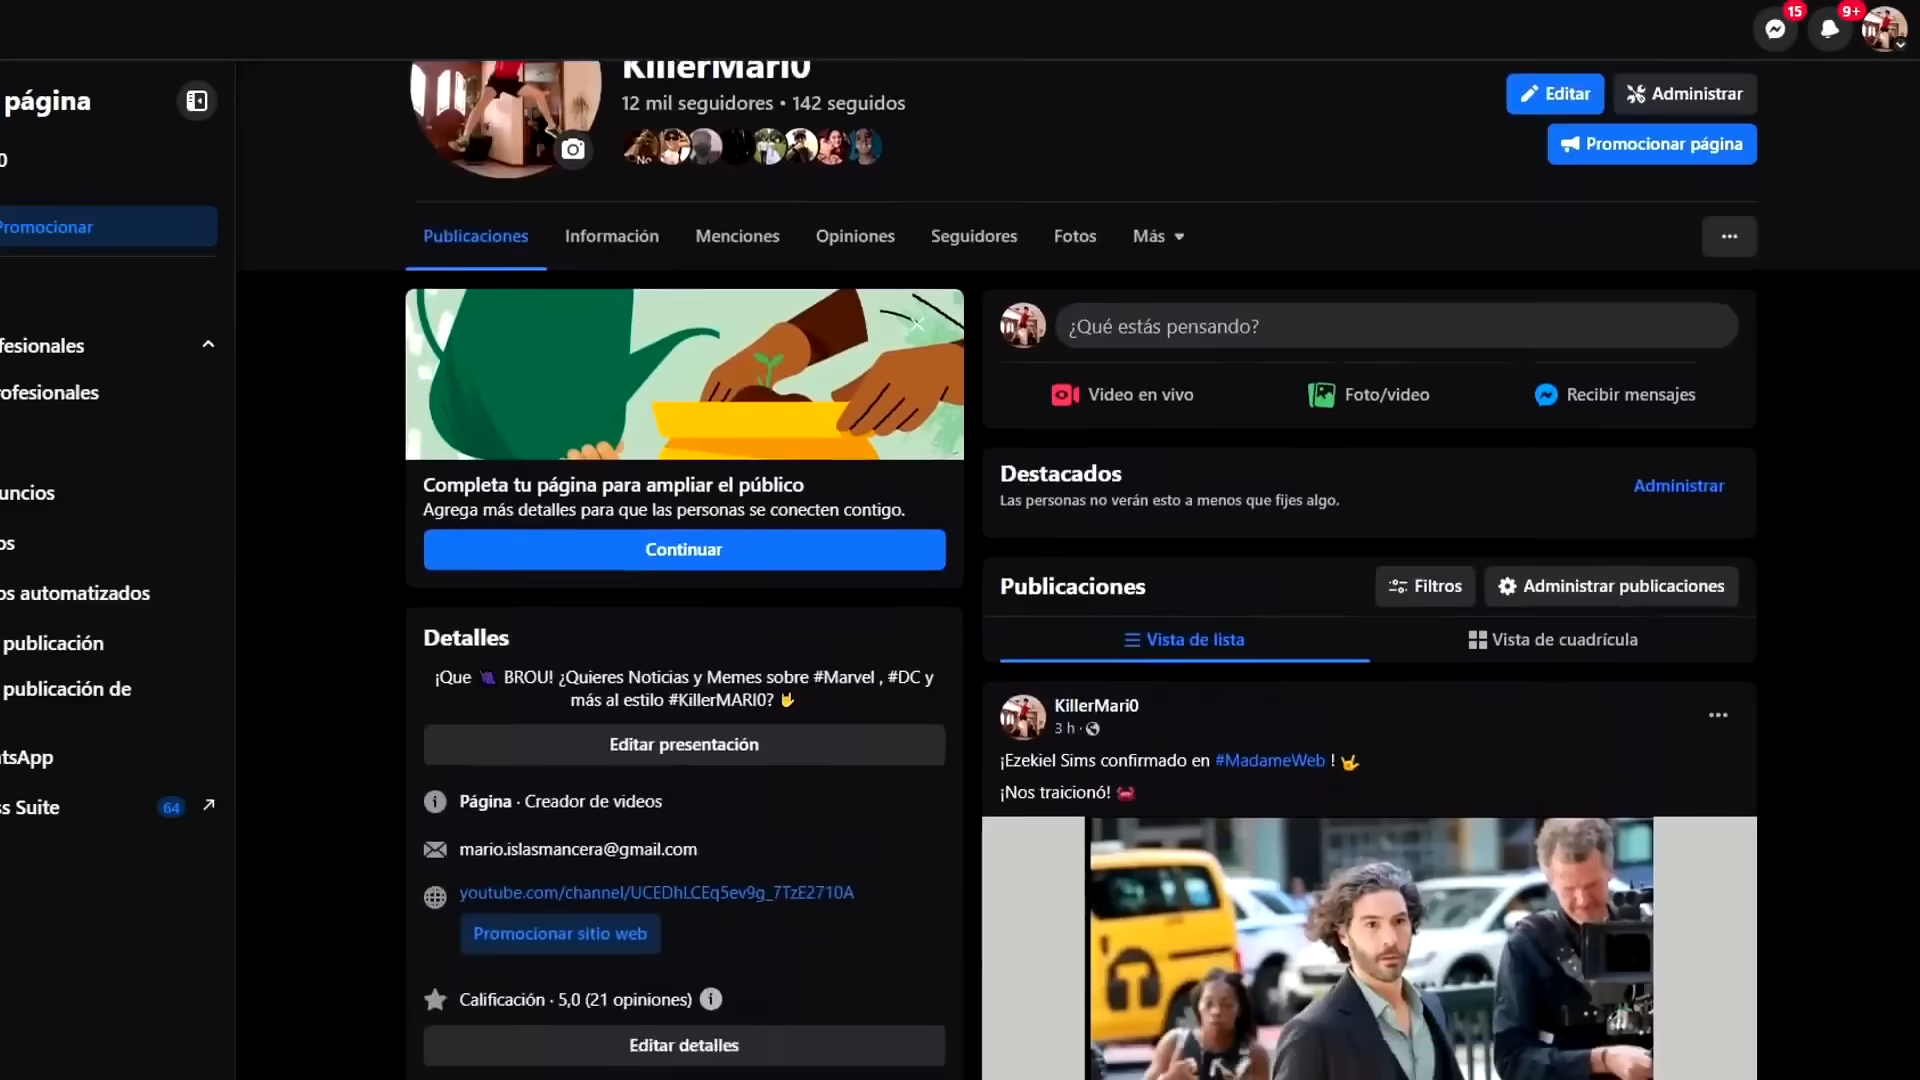 15
9+
página
0
Promocionar
fesionales
rofesionales
uncios
os
os automatizados
publicación
publicación de
atsApp
ss Suite
64
KillerMari0
12 mil seguidores • 142 seguidos
Editar
Administrar
Promocionar página
Publicaciones
Información
Menciones
Opiniones
Seguidores
Fotos
Más
Completa tu página para ampliar el público
Agrega más detalles para que las personas se conecten contigo.
Continuar
Detalles
¡Que 🍇 BROU! ¿Quieres Noticias y Memes sobre #Marvel , #DC y
más al estilo #KillerMARI0? 🤟
Editar presentación
Página · Creador de videos
mario.islasmancera@gmail.com
youtube.com/channel/UCEDhLCEq5ev9g_7TzE2710A
Promocionar sitio web
Calificación · 5,0 (21 opiniones)
Editar detalles
¿Qué estás pensando?
Video en vivo
Foto/video
Recibir mensajes
Destacados
Las personas no verán esto a menos que fijes algo.
Administrar
Publicaciones
Filtros
Administrar publicaciones
Vista de lista
Vista de cuadrícula
KillerMari0
3 h ·
¡Ezekiel Sims confirmado en #MadameWeb ! 🤟
¡Nos traicionó! 🦀